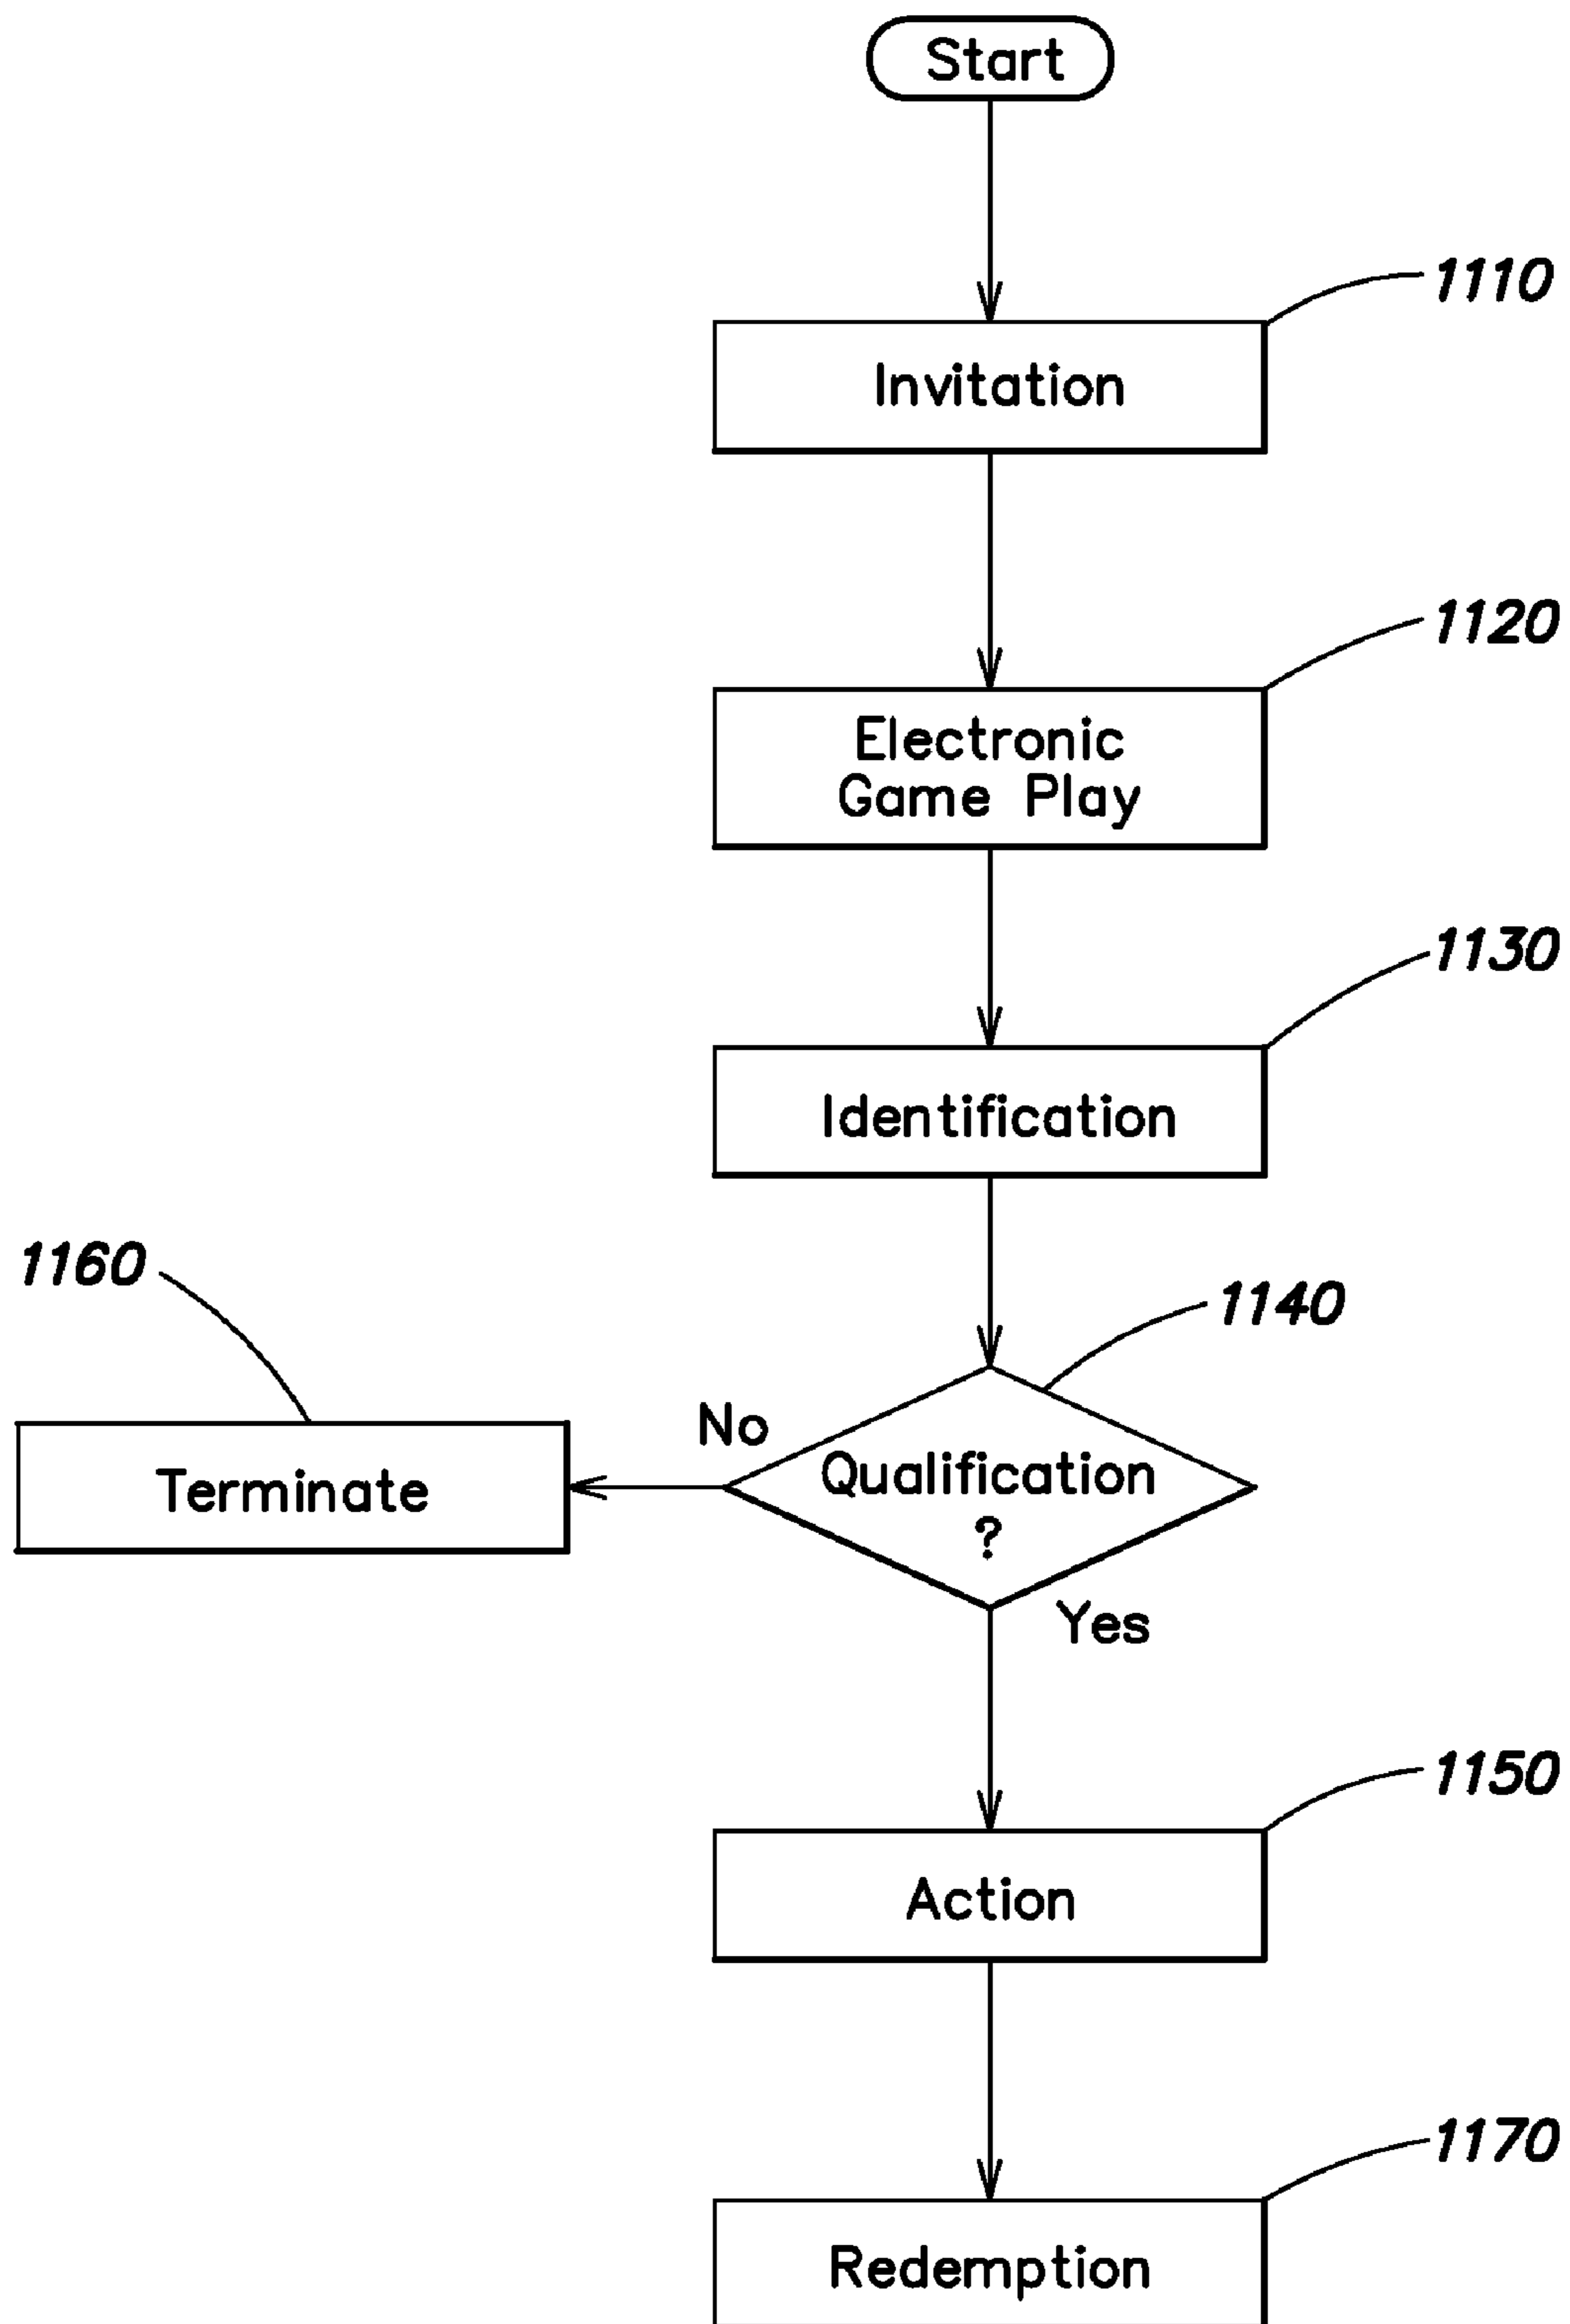 Start
1110
Invitation
1120
Electronic
Game Play
1130
Identification
1160
1140
No
Qualification
?
Terminate
Yes
1150
Action
1170
Redemption